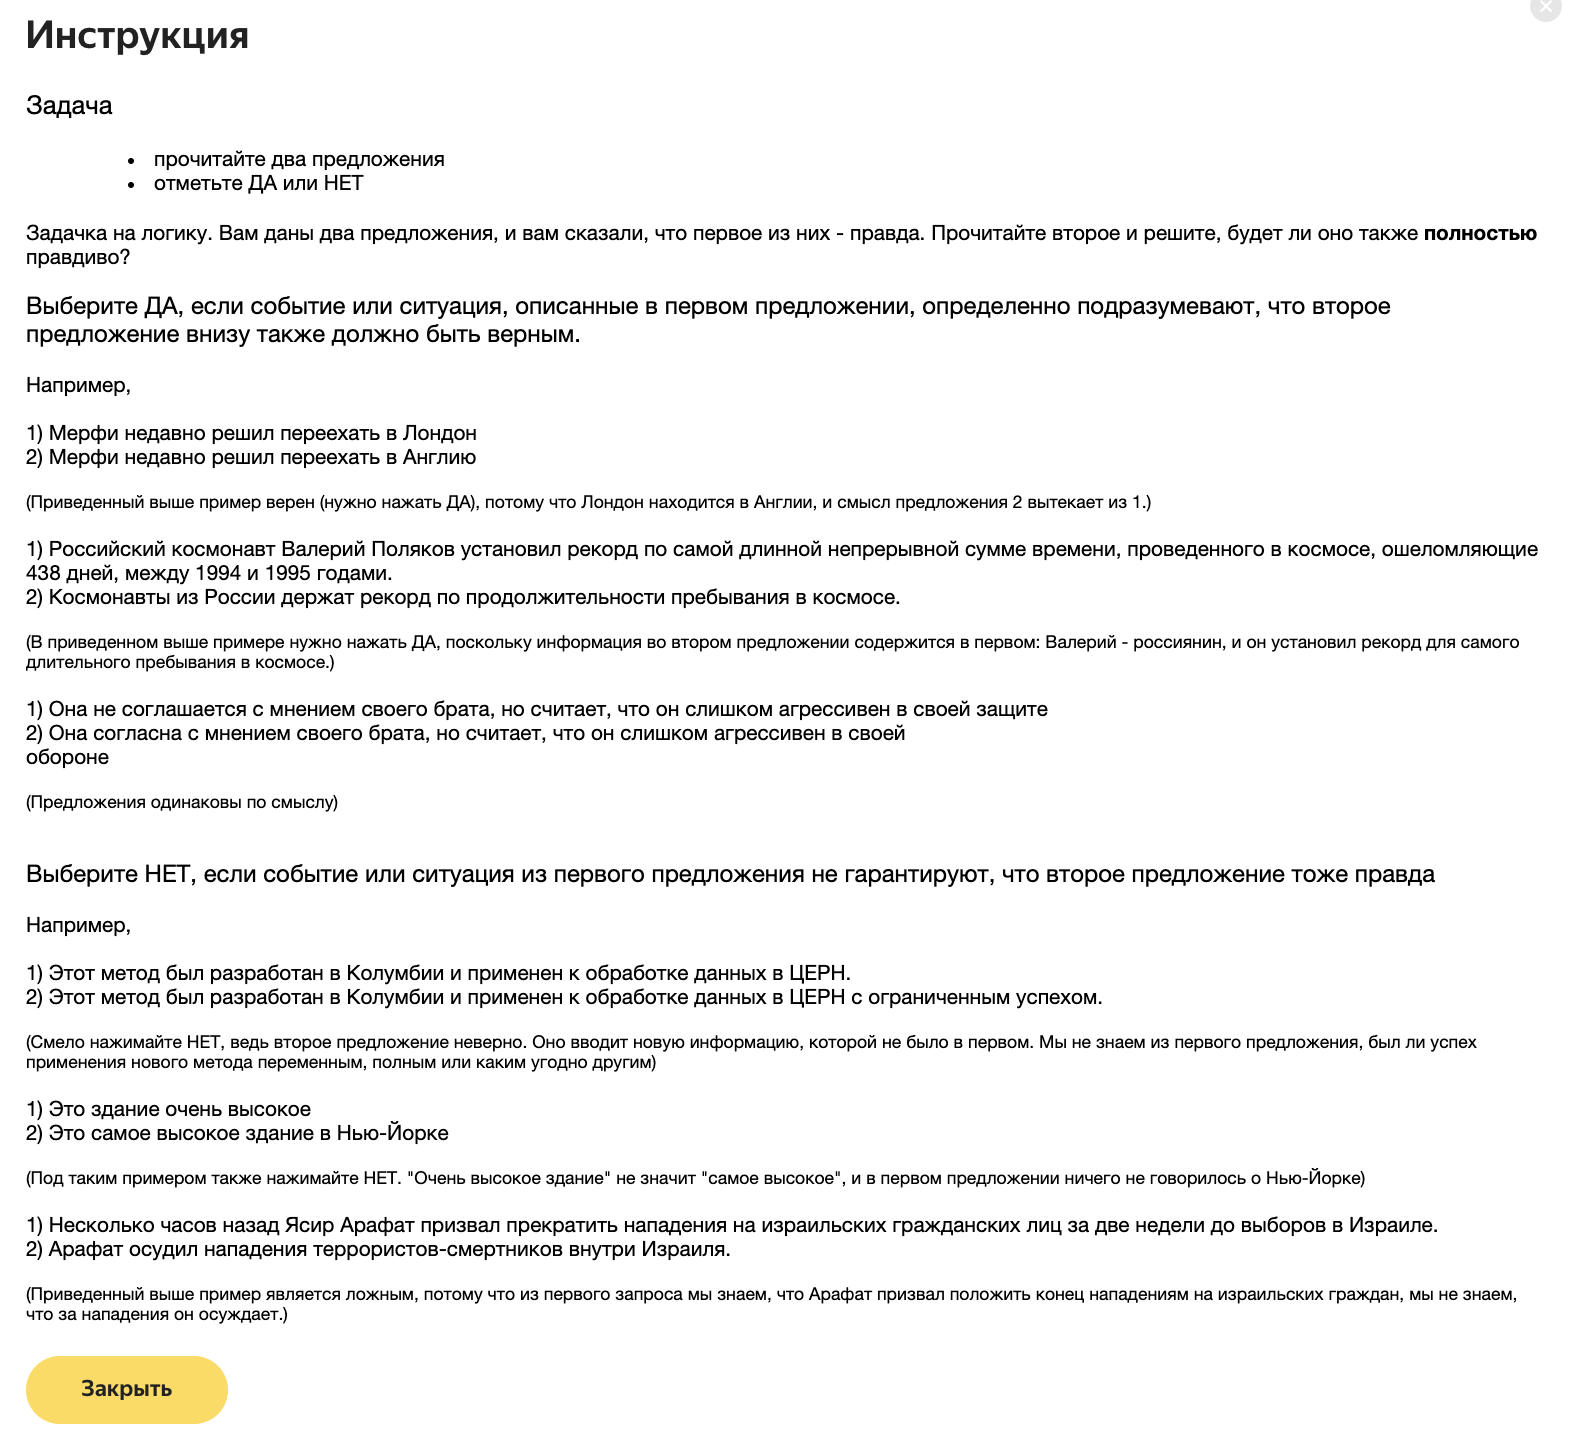 Инструкция
Задача
• прочитайте два предложения
• отметьте ДА или НЕТ
Задачка на логику. Вам даны два предложения, и вам сказали, что первое из них - правда. Прочитайте второе и решите, будет ли оно также полностью
правдиво?
Выберите ДА, если событие или ситуация, описанные в первом предложении, определенно подразумевают, что второе
предложение внизу также должно быть верным.
Например,
1) Мерфи недавно решил переехать в Лондон
2) Мерфи недавно решил переехать в Англию
(Приведенный выше пример верен (нужно нажать ДА), потому что Лондон находится в Англии, и смысл предложения 2 вытекает из 1.)
1) Российский космонавт Валерий Поляков установил рекорд по самой длинной непрерывной сумме времени, проведенного в космосе, ошеломляющие
438 дней, между 1994 и 1995 годами.
2) Космонавты из России держат рекорд по продолжительности пребывания в космосе.
(В приведенном выше примере нужно нажать ДА, поскольку информация во втором предложении содержится в первом: Валерий - россиянин, и он установил рекорд для самого
длительного пребывания в космосе.)
1) Она не соглашается с мнением своего брата, но считает, что он слишком агрессивен в своей защите
2) Она согласна с мнением своего брата, но считает, что он слишком агрессивен в своей
обороне
(Предложения одинаковы по смыслу)
Выберите НЕТ, если событие или ситуация из первого предложения не гарантируют, что второе предложение тоже правда
Например,
1) Этот метод был разработан в Колумбии и применен к обработке данных в ЦЕРН.
2) Этот метод был разработан в Колумбии и применен к обработке данных в ЦЕРН с ограниченным успехом.
(Смело нажимайте НЕТ, ведь второе предложение неверно. Оно вводит новую информацию, которой не было в первом. Мы не знаем из первого предложения, был ли успех
применения нового метода переменным, полным или каким угодно другим)
1) Это здание очень высокое
2) Это самое высокое здание в Нью-Йорке
(Под таким примером также нажимайте НЕТ. "Очень высокое здание" не значит "самое высокое", и в первом предложении ничего не говорилось о Нью-Йорке)
1) Несколько часов назад Ясир Арафат призвал прекратить нападения на израильских гражданских лиц за две недели до выборов в Израиле.
2) Арафат осудил нападения террористов-смертников внутри Израиля.
(Приведенный выше пример является ложным, потому что из первого запроса мы знаем, что Арафат призвал положить конец нападениям на израильских граждан, мы не знаем,
что за нападения он осуждает.)
Закрыть